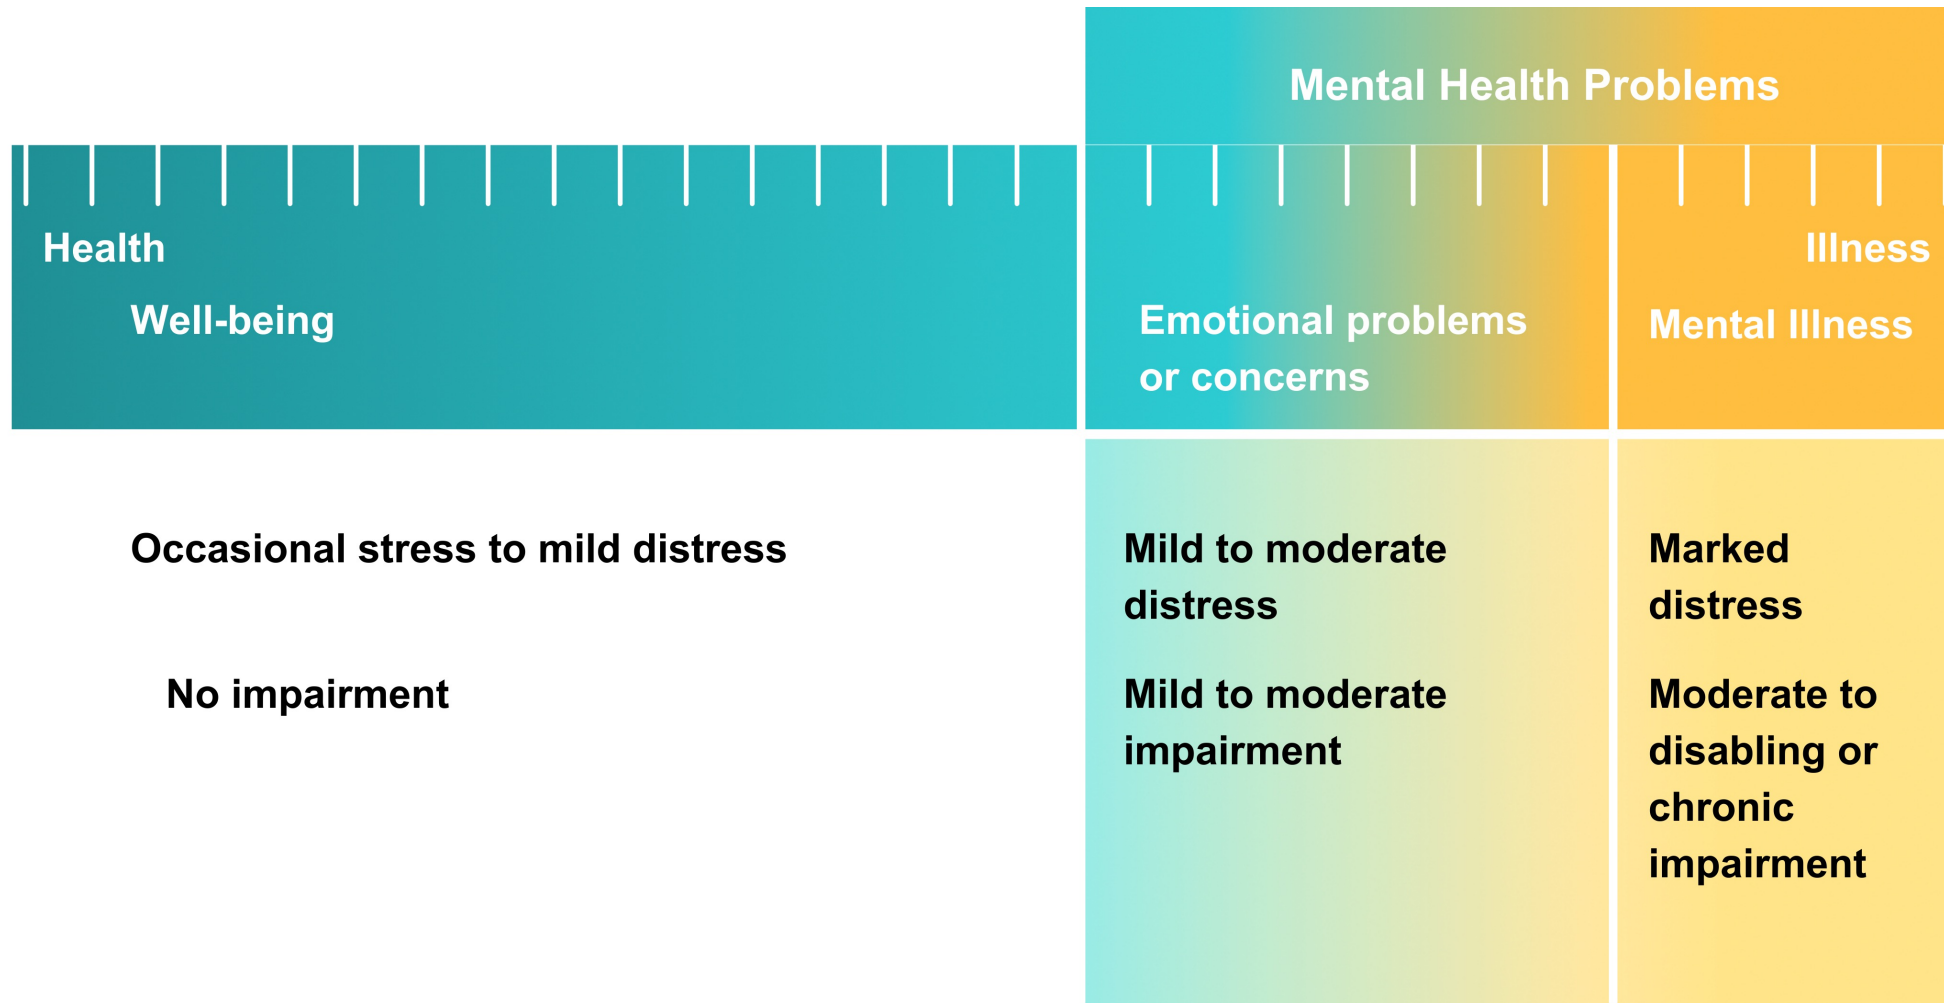 Mental Health Problems
Health
Illness
Well-being
Emotional problems
or concerns
Mental Illness
Occasional stress to mild distress
Mild to moderate
distress
Marked
distress
No impairment
Mild to moderate
impairment
Moderate to
disabling or
chronic
impairment